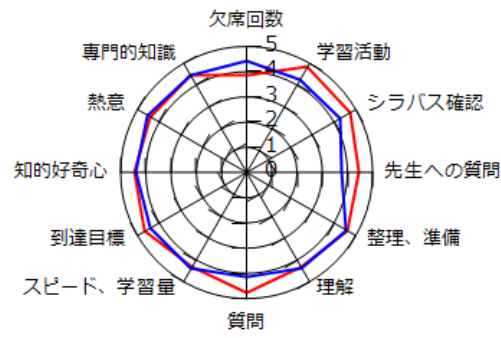 欠席回数
専門的知識
5
学習活動
4
熱意
3
シラバス確認
2
1
知的好奇心
0
先生への質問
到達目標
整理、準備
スピード、学習量
理解
質問